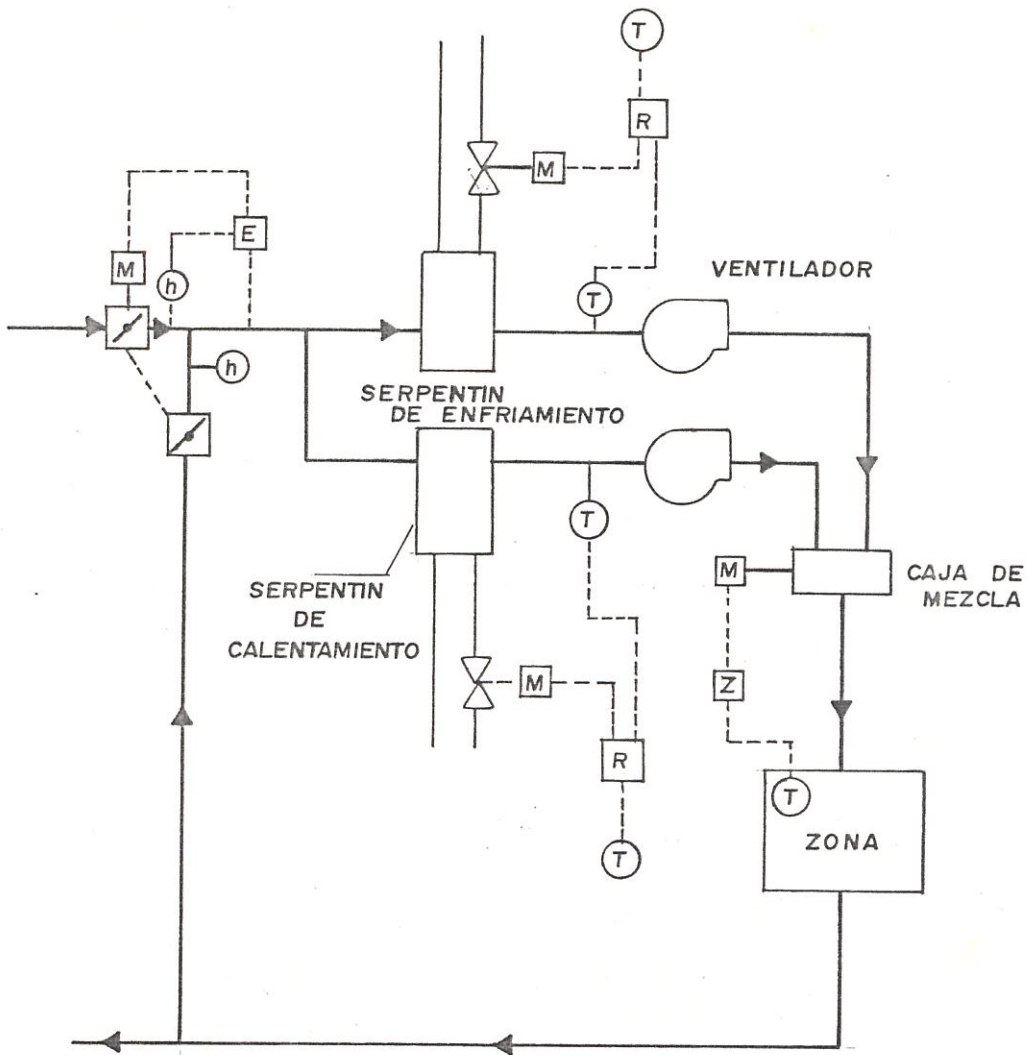 T
R
M
E
M
h
T
VENTILADOR
h
SERPENTIN
DE ENFRIAMIENTO
T
M
CAJA DE
MEZCLA
SERPENTIN
DE
CALENTAMIENTO
M
Z
R
T
ZONA
T